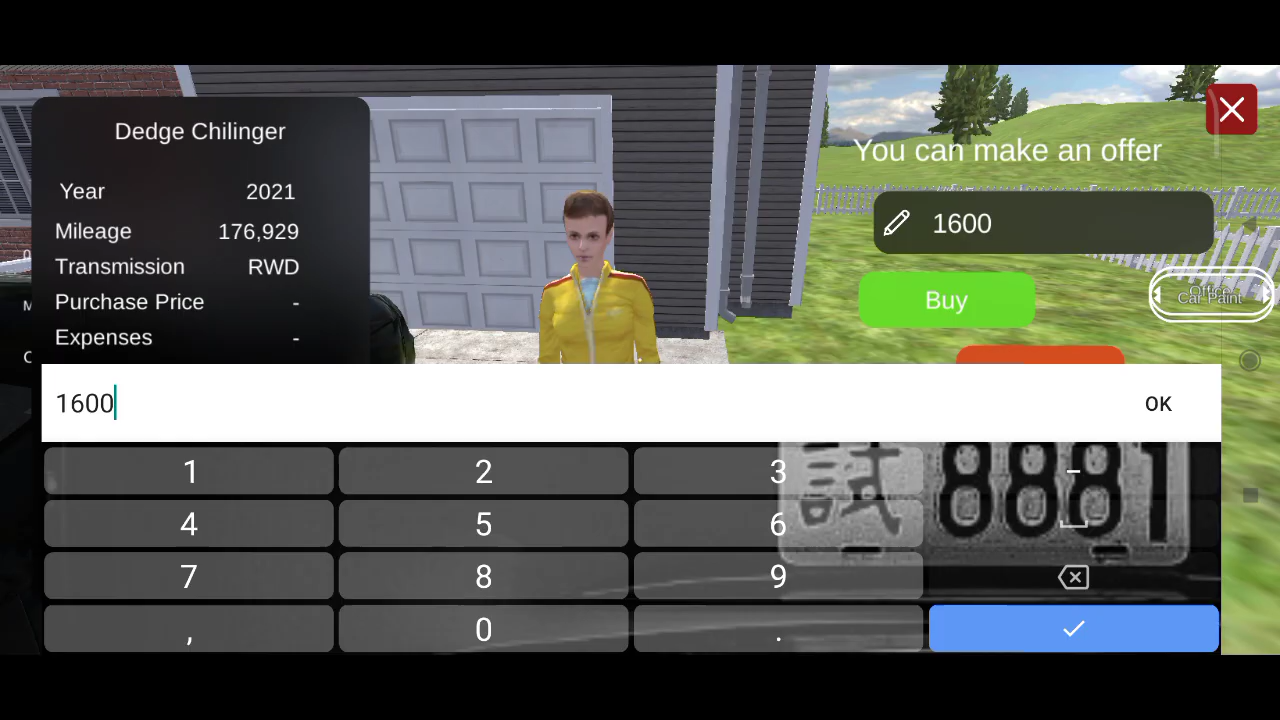 Dedge Chilinger
Year 2021
Mileage 176,929
Transmission RWD
Purchase Price -
Expenses -
You can make an offer
1600
Buy
Office
Car Paint
M
C
1600 OK
1 2 3 -
4 5 6
7 8 9
, 0 .
試 8881